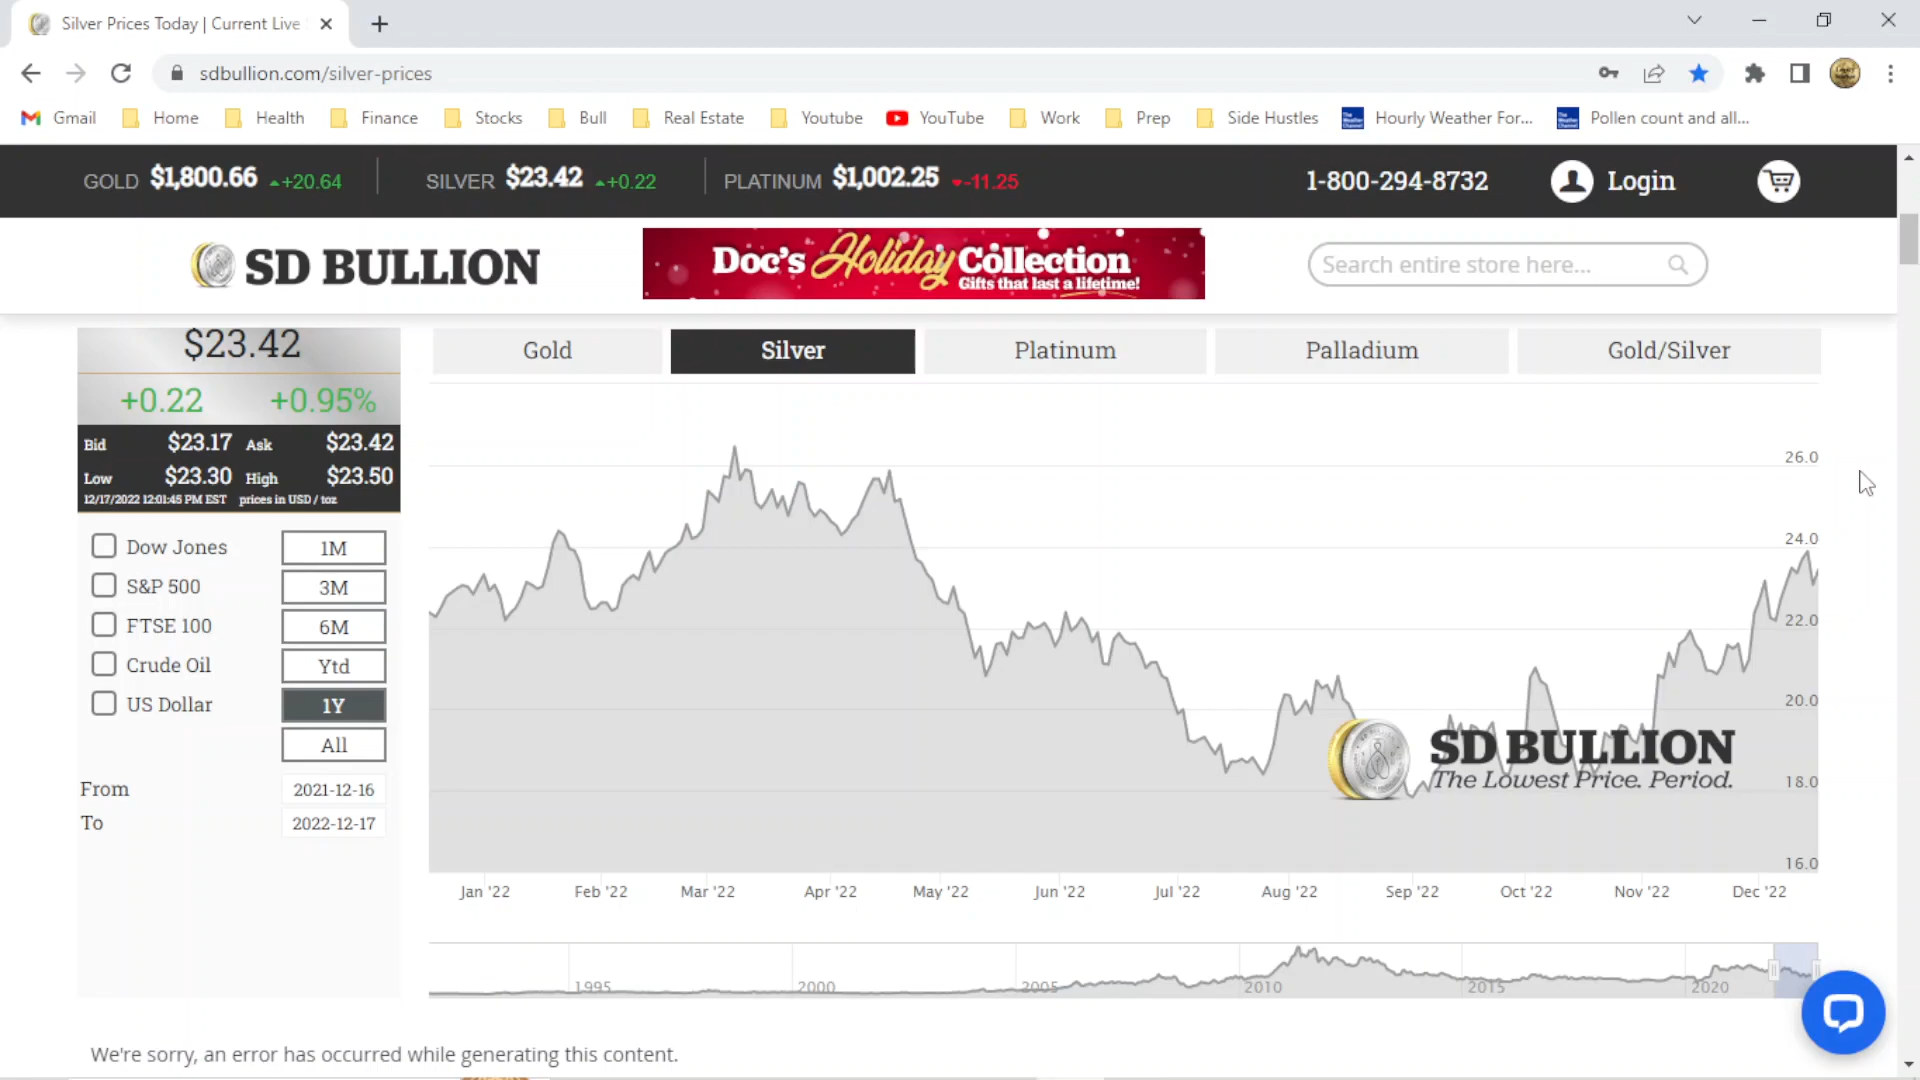 Silver Prices Today | Current Live
sdbullion.com/silver-prices
Gmail Home Health Finance Stocks Bull Real Estate Youtube YouTube Work Prep Side Hustles Hourly Weather For... Pollen count and all...
GOLD $1,800.66 +20.64 SILVER $23.42 +0.22 PLATINUM $1,002.25 -11.25 1-800-294-8732 Login
SD BULLION
Doc's Holiday Collection
Gifts that last a lifetime!
Search entire store here...
$23.42
+0.22 +0.95%
Bid $23.17 Ask $23.42
Low $23.30 High $23.50
12/17/2022 12:01:45 PM EST prices in USD / toz
Gold Silver Platinum Palladium Gold/Silver
Dow Jones 1M
S&P 500 3M
FTSE 100 6M
Crude Oil Ytd
US Dollar 1Y
All
From 2021-12-16
To 2022-12-17
26.0
24.0
22.0
20.0
18.0
16.0
SD BULLION
The Lowest Price. Period.
Jan '22 Feb '22 Mar '22 Apr '22 May '22 Jun '22 Jul '22 Aug '22 Sep '22 Oct '22 Nov '22 Dec '22
1995 2000 2005 2010 2015 2020
We're sorry, an error has occurred while generating this content.